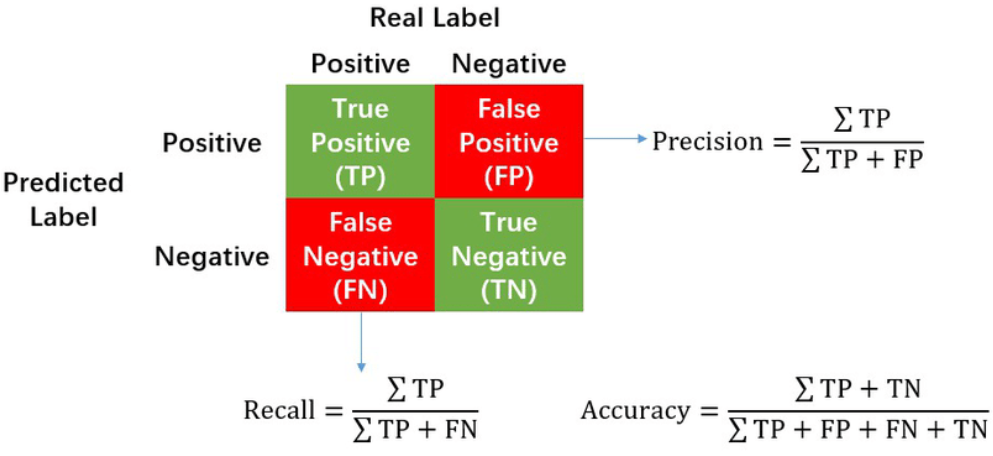 Real Label
Positive Negative
Predicted Label
Positive
True Positive (TP)
False Positive (FP)
Precision = ∑ TP / ∑ TP + FP
Negative
False Negative (FN)
True Negative (TN)
Recall = ∑ TP / ∑ TP + FN
Accuracy = ∑ TP + TN / ∑ TP + FP + FN + TN